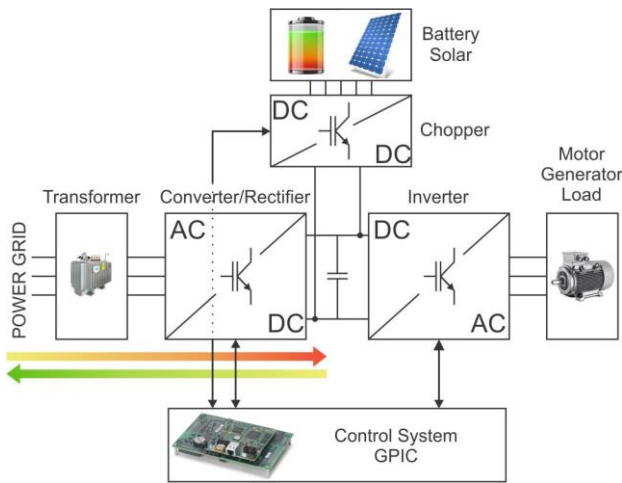 Battery
Solar
DC
Chopper
DC
Motor
Generator
Load
Transformer
Converter/Rectifier
Inverter
POWER GRID
AC
DC
DC
AC
Control System
GPIC